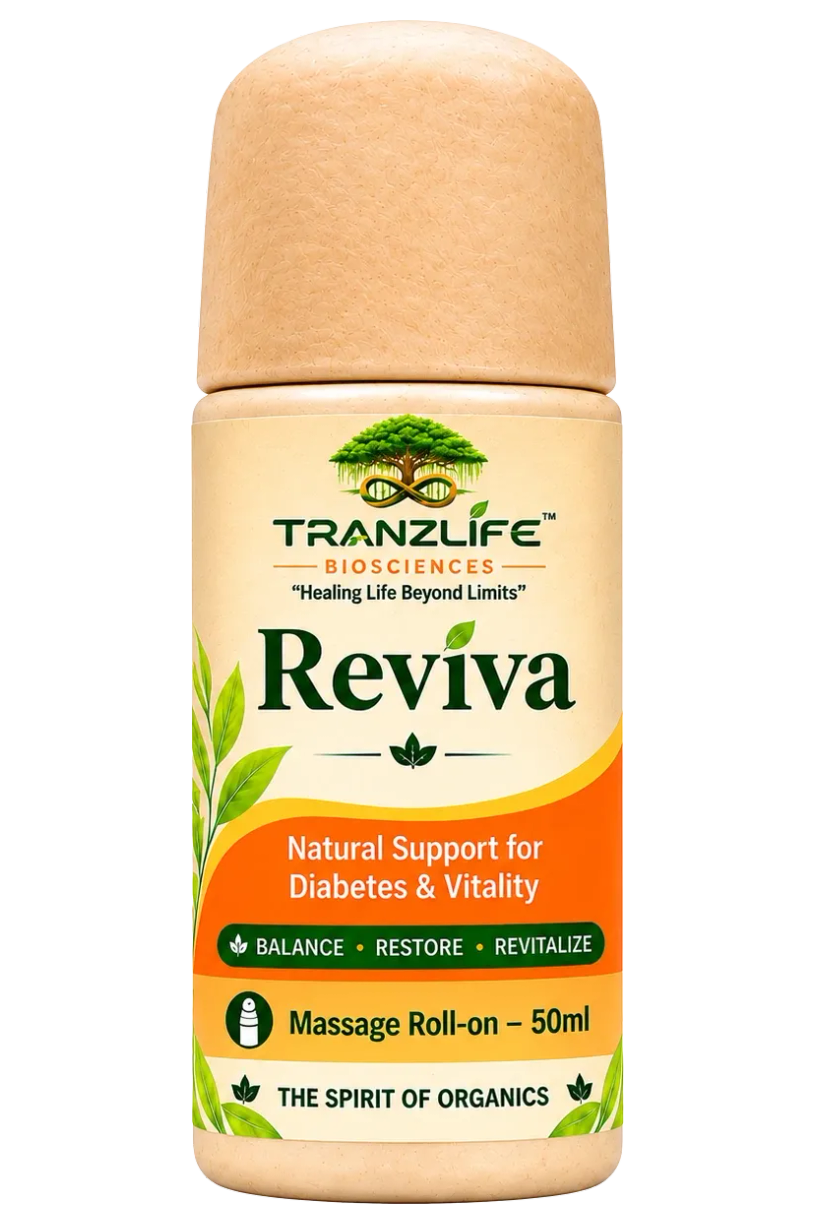 TRANZLIFE™
BIOSCIENCES
“Healing Life Beyond Limits”
Reviva
Natural Support for
Diabetes & Vitality
BALANCE • RESTORE • REVITALIZE
Massage Roll-on – 50ml
THE SPIRIT OF ORGANICS